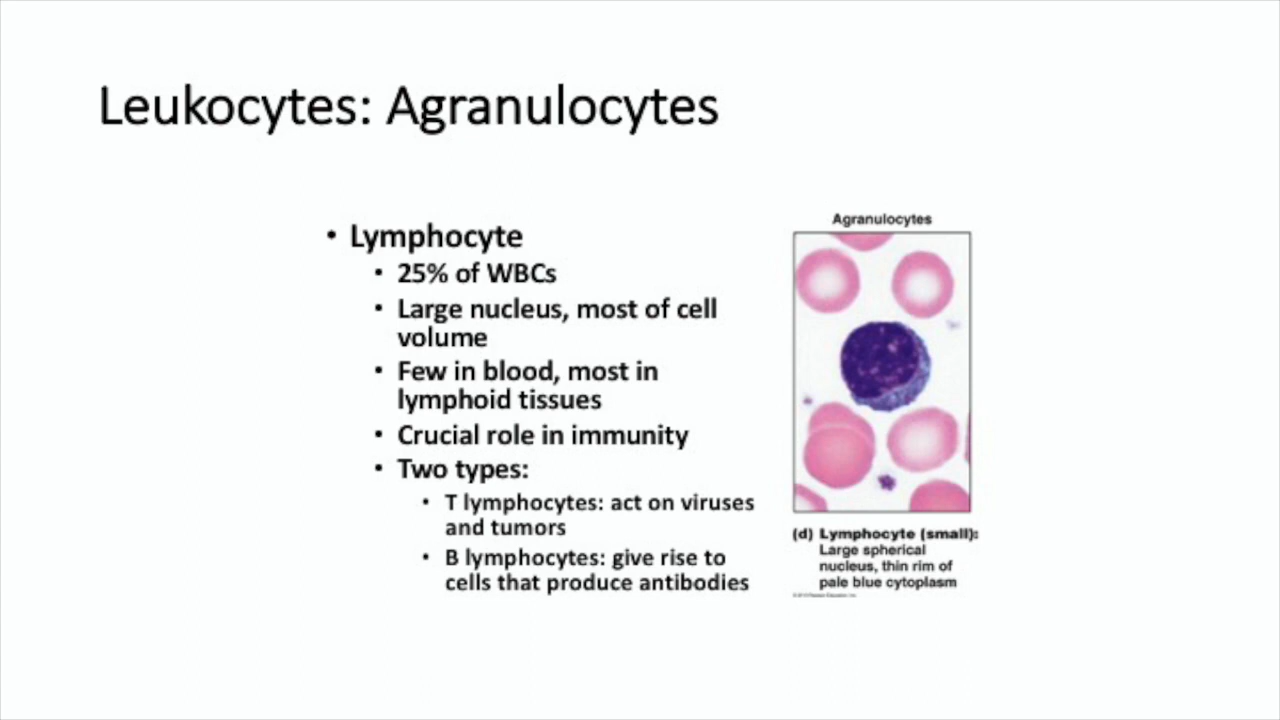 Leukocytes: Agranulocytes
• Lymphocyte
• 25% of WBCs
• Large nucleus, most of cell
volume
• Few in blood, most in
lymphoid tissues
• Crucial role in immunity
• Two types:
• T lymphocytes: act on viruses
and tumors
• B lymphocytes: give rise to
cells that produce antibodies
Agranulocytes
(d) Lymphocyte (small):
Large spherical
nucleus, thin rim of
pale blue cytoplasm